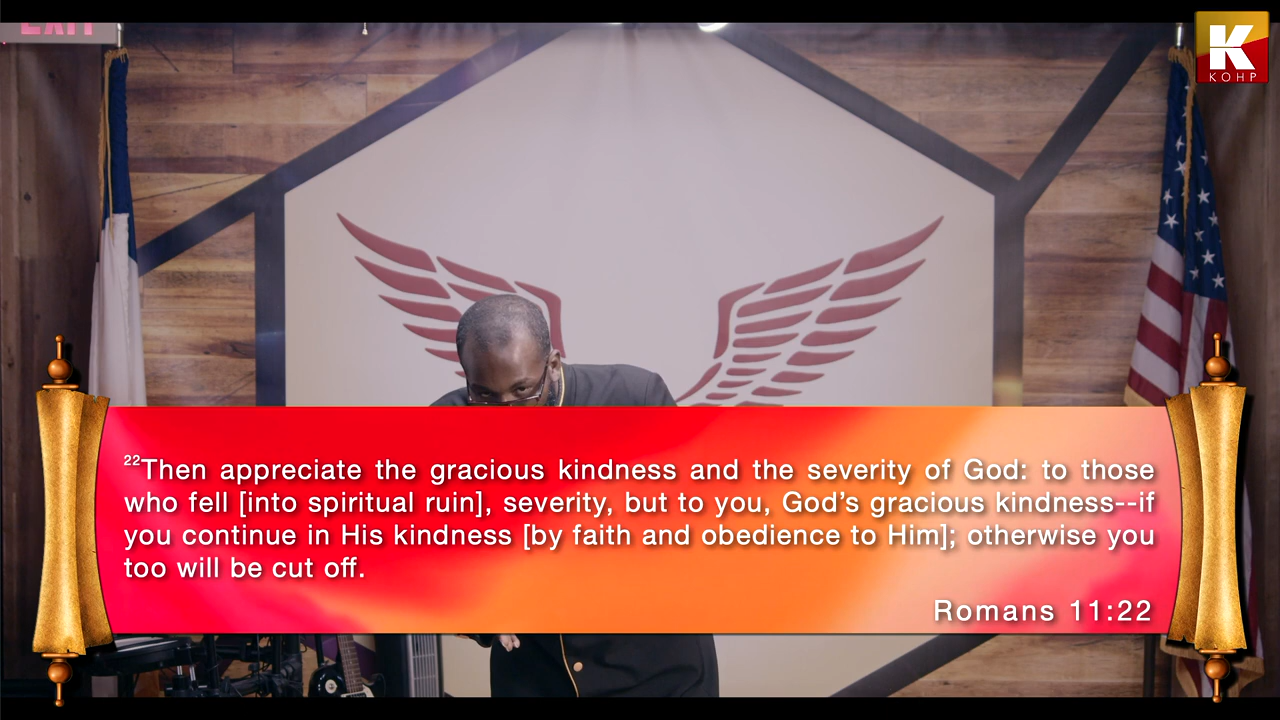 EXIT
K
KOHP
22Then appreciate the gracious kindness and the severity of God: to those
who fell [into spiritual ruin], severity, but to you, God’s gracious kindness--if
you continue in His kindness [by faith and obedience to Him]; otherwise you
too will be cut off.
Romans 11:22